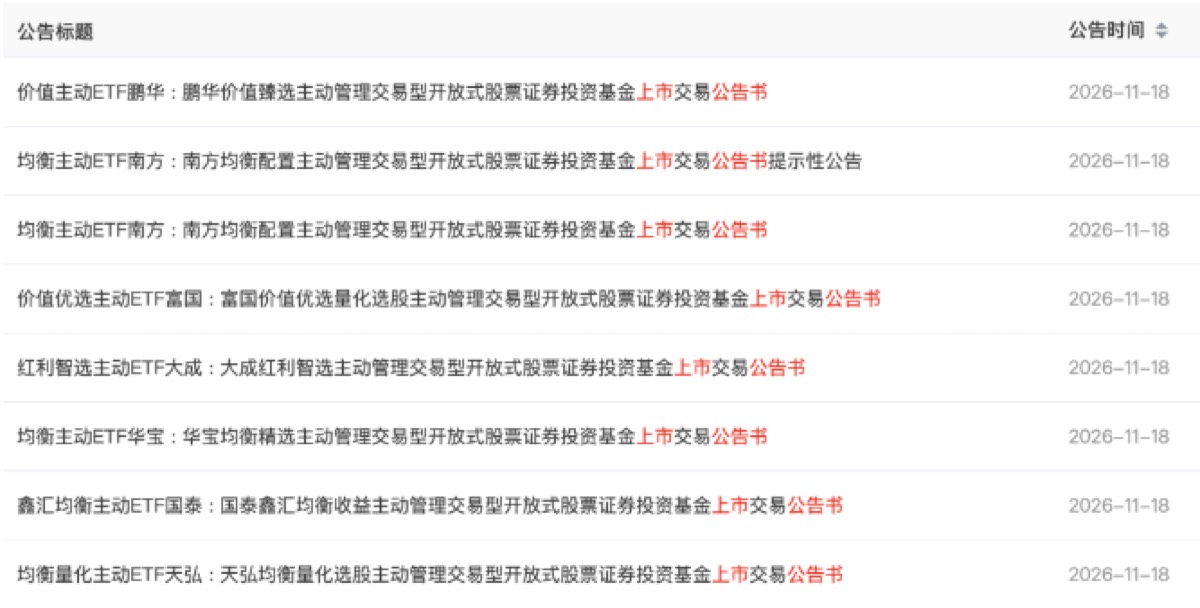 公告标题 公告时间
价值主动ETF鹏华：鹏华价值臻选主动管理交易型开放式股票证券投资基金上市交易公告书 2026-11-18
均衡主动ETF南方：南方均衡配置主动管理交易型开放式股票证券投资基金上市交易公告书提示性公告 2026-11-18
均衡主动ETF南方：南方均衡配置主动管理交易型开放式股票证券投资基金上市交易公告书 2026-11-18
价值优选主动ETF富国：富国价值优选量化选股主动管理交易型开放式股票证券投资基金上市交易公告书 2026-11-18
红利智选主动ETF大成：大成红利智选主动管理交易型开放式股票证券投资基金上市交易公告书 2026-11-18
均衡主动ETF华宝：华宝均衡精选主动管理交易型开放式股票证券投资基金上市交易公告书 2026-11-18
鑫汇均衡主动ETF国泰：国泰鑫汇均衡收益主动管理交易型开放式股票证券投资基金上市交易公告书 2026-11-18
均衡量化主动ETF天弘：天弘均衡量化选股主动管理交易型开放式股票证券投资基金上市交易公告书 2026-11-18